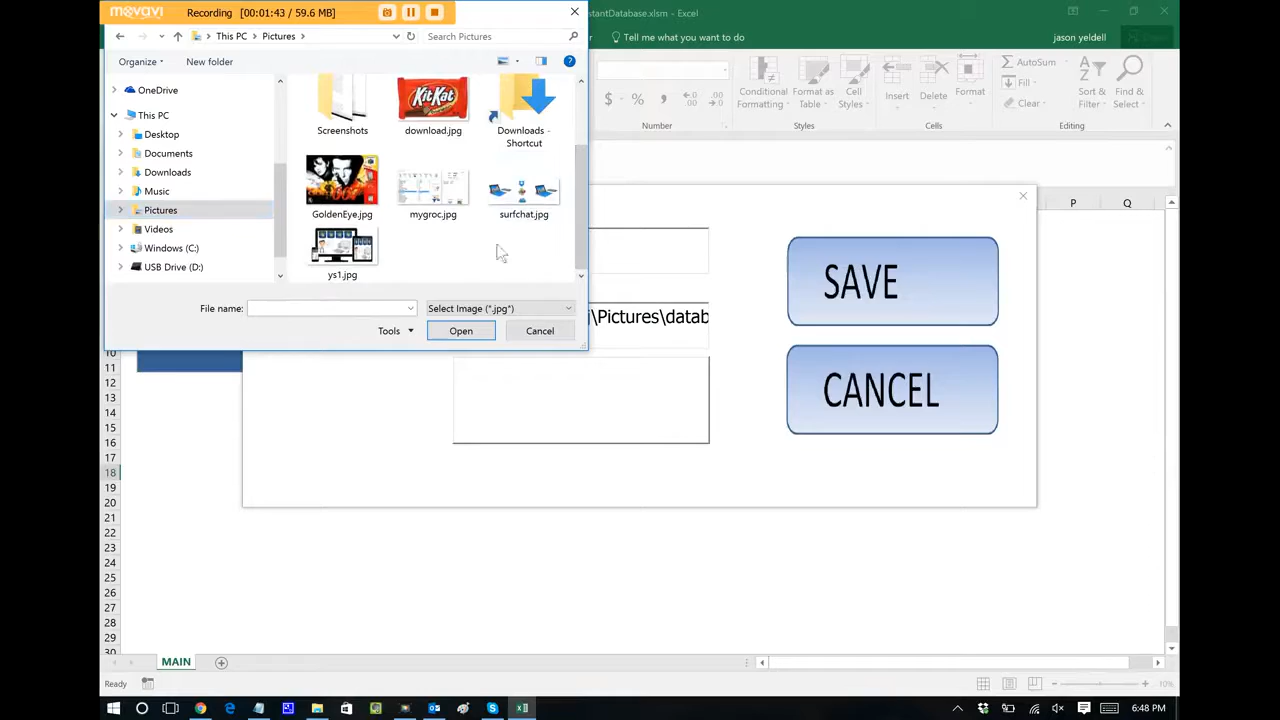 movavi Recording [00:01:43 / 59.6 MB]
stantDatabase.xlsm - Excel
This PC > Pictures >
Search Pictures
Tell me what you want to do
jason yeldell
Organize
New folder
AutoSum
Fill
Clear
Conditional Formatting
Format as Table
Cell Styles
Insert
Delete
Format
Sort & Filter
Find & Select
$ % ,
Number
Styles
Cells
Editing
OneDrive
This PC
Desktop
Documents
Downloads
Music
Pictures
Videos
Windows (C:)
USB Drive (D:)
Screenshots
KitKat
download.jpg
Downloads - Shortcut
GoldenEye.jpg
mygroc.jpg
surfchat.jpg
ys1.jpg
File name:
Select Image (*.jpg)
Tools
Open
Cancel
P
Q
\Pictures\datab
SAVE
CANCEL
10
11
12
13
14
15
16
17
18
19
20
21
22
23
24
25
26
27
28
29
30
MAIN
Ready
10%
6:48 PM